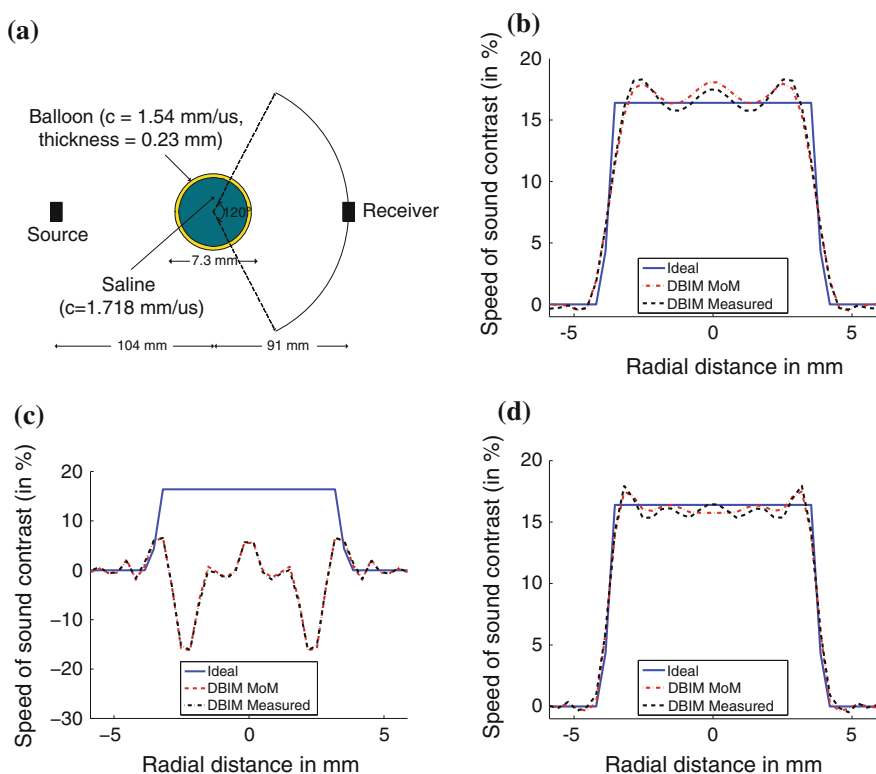 (a)
Balloon (c = 1.54 mm/us,
thickness = 0.23 mm)
120°
Source
Receiver
7.3 mm
Saline
(c=1.718 mm/us)
104 mm
91 mm
(b)
Speed of sound contrast (in %)
20
15
10
5
0
Ideal
DBIM MoM
DBIM Measured
-5
0
5
Radial distance in mm
(c)
Speed of sound contrast (in %)
20
10
0
−10
−20
−30
Ideal
DBIM MoM
DBIM Measured
−5
0
5
Radial distance in mm
(d)
Speed of sound contrast (in %)
20
15
10
5
0
Ideal
DBIM MoM
DBIM Measured
-5
0
5
Radial distance in mm